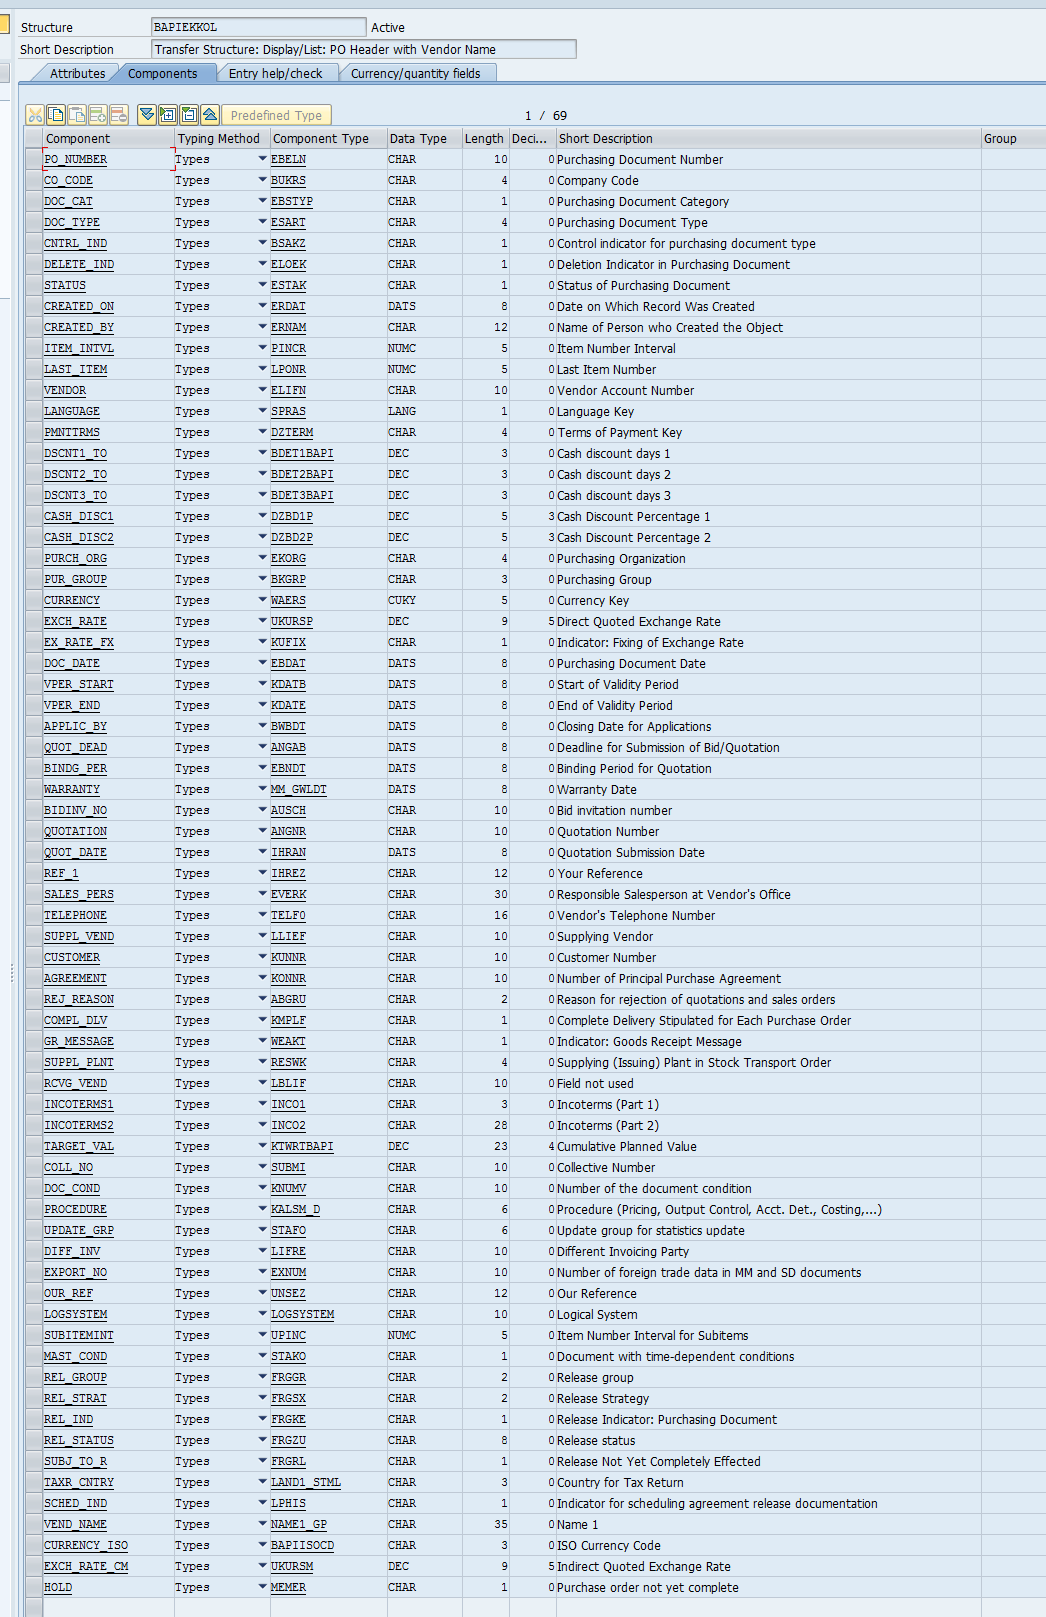 Structure BAPIEKKOL Active
Short Description Transfer Structure: Display/List: PO Header with Vendor Name
Attributes Components Entry help/check Currency/quantity fields
Predefined Type 1 / 69
Component Typing Method Component Type Data Type Length Deci... Short Description Group
PO_NUMBER Types EBELN CHAR 10 0 Purchasing Document Number
CO_CODE Types BUKRS CHAR 4 0 Company Code
DOC_CAT Types EBSTYP CHAR 1 0 Purchasing Document Category
DOC_TYPE Types ESART CHAR 4 0 Purchasing Document Type
CNTRL_IND Types BSAKZ CHAR 1 0 Control indicator for purchasing document type
DELETE_IND Types ELOEK CHAR 1 0 Deletion Indicator in Purchasing Document
STATUS Types ESTAK CHAR 1 0 Status of Purchasing Document
CREATED_ON Types ERDAT DATS 8 0 Date on Which Record Was Created
CREATED_BY Types ERNAM CHAR 12 0 Name of Person who Created the Object
ITEM_INTVL Types PINCR NUMC 5 0 Item Number Interval
LAST_ITEM Types LPONR NUMC 5 0 Last Item Number
VENDOR Types ELIFN CHAR 10 0 Vendor Account Number
LANGUAGE Types SPRAS LANG 1 0 Language Key
PMNTTRMS Types DZTERM CHAR 4 0 Terms of Payment Key
DSCNT1_TO Types BDET1BAPI DEC 3 0 Cash discount days 1
DSCNT2_TO Types BDET2BAPI DEC 3 0 Cash discount days 2
DSCNT3_TO Types BDET3BAPI DEC 3 0 Cash discount days 3
CASH_DISC1 Types DZBD1P DEC 5 3 Cash Discount Percentage 1
CASH_DISC2 Types DZBD2P DEC 5 3 Cash Discount Percentage 2
PURCH_ORG Types EKORG CHAR 4 0 Purchasing Organization
PUR_GROUP Types BKGRP CHAR 3 0 Purchasing Group
CURRENCY Types WAERS CUKY 5 0 Currency Key
EXCH_RATE Types UKURSP DEC 9 5 Direct Quoted Exchange Rate
EX_RATE_FX Types KUFIX CHAR 1 0 Indicator: Fixing of Exchange Rate
DOC_DATE Types EBDAT DATS 8 0 Purchasing Document Date
VPER_START Types KDATB DATS 8 0 Start of Validity Period
VPER_END Types KDATE DATS 8 0 End of Validity Period
APPLIC_BY Types BWBDT DATS 8 0 Closing Date for Applications
QUOT_DEAD Types ANGAB DATS 8 0 Deadline for Submission of Bid/Quotation
BINDG_PER Types EBNDT DATS 8 0 Binding Period for Quotation
WARRANTY Types MM_GWLDT DATS 8 0 Warranty Date
BIDINV_NO Types AUSCH CHAR 10 0 Bid invitation number
QUOTATION Types ANGNR CHAR 10 0 Quotation Number
QUOT_DATE Types IHRAN DATS 8 0 Quotation Submission Date
REF_1 Types IHREZ CHAR 12 0 Your Reference
SALES_PERS Types EVERK CHAR 30 0 Responsible Salesperson at Vendor's Office
TELEPHONE Types TELF0 CHAR 16 0 Vendor's Telephone Number
SUPPL_VEND Types LLIEF CHAR 10 0 Supplying Vendor
CUSTOMER Types KUNNR CHAR 10 0 Customer Number
AGREEMENT Types KONNR CHAR 10 0 Number of Principal Purchase Agreement
REJ_REASON Types ABGRU CHAR 2 0 Reason for rejection of quotations and sales orders
COMPL_DLV Types KMPLF CHAR 1 0 Complete Delivery Stipulated for Each Purchase Order
GR_MESSAGE Types WEAKT CHAR 1 0 Indicator: Goods Receipt Message
SUPPL_PLNT Types RESWK CHAR 4 0 Supplying (Issuing) Plant in Stock Transport Order
RCVG_VEND Types LBLIF CHAR 10 0 Field not used
INCOTERMS1 Types INCO1 CHAR 3 0 Incoterms (Part 1)
INCOTERMS2 Types INCO2 CHAR 28 0 Incoterms (Part 2)
TARGET_VAL Types KTWRTBAPI DEC 23 4 Cumulative Planned Value
COLL_NO Types SUBMI CHAR 10 0 Collective Number
DOC_COND Types KNUMV CHAR 10 0 Number of the document condition
PROCEDURE Types KALSM_D CHAR 6 0 Procedure (Pricing, Output Control, Acct. Det., Costing,...)
UPDATE_GRP Types STAFO CHAR 6 0 Update group for statistics update
DIFF_INV Types LIFRE CHAR 10 0 Different Invoicing Party
EXPORT_NO Types EXNUM CHAR 10 0 Number of foreign trade data in MM and SD documents
OUR_REF Types UNSEZ CHAR 12 0 Our Reference
LOGSYSTEM Types LOGSYSTEM CHAR 10 0 Logical System
SUBITEMINT Types UPINC NUMC 5 0 Item Number Interval for Subitems
MAST_COND Types STAKO CHAR 1 0 Document with time-dependent conditions
REL_GROUP Types FRGGR CHAR 2 0 Release group
REL_STRAT Types FRGSX CHAR 2 0 Release Strategy
REL_IND Types FRGKE CHAR 1 0 Release Indicator: Purchasing Document
REL_STATUS Types FRGZU CHAR 8 0 Release status
SUBJ_TO_R Types FRGRL CHAR 1 0 Release Not Yet Completely Effected
TAXR_CNTRY Types LAND1_STML CHAR 3 0 Country for Tax Return
SCHED_IND Types LPHIS CHAR 1 0 Indicator for scheduling agreement release documentation
VEND_NAME Types NAME1_GP CHAR 35 0 Name 1
CURRENCY_ISO Types BAPIISOCD CHAR 3 0 ISO Currency Code
EXCH_RATE_CM Types UKURSM DEC 9 5 Indirect Quoted Exchange Rate
HOLD Types MEMER CHAR 1 0 Purchase order not yet complete